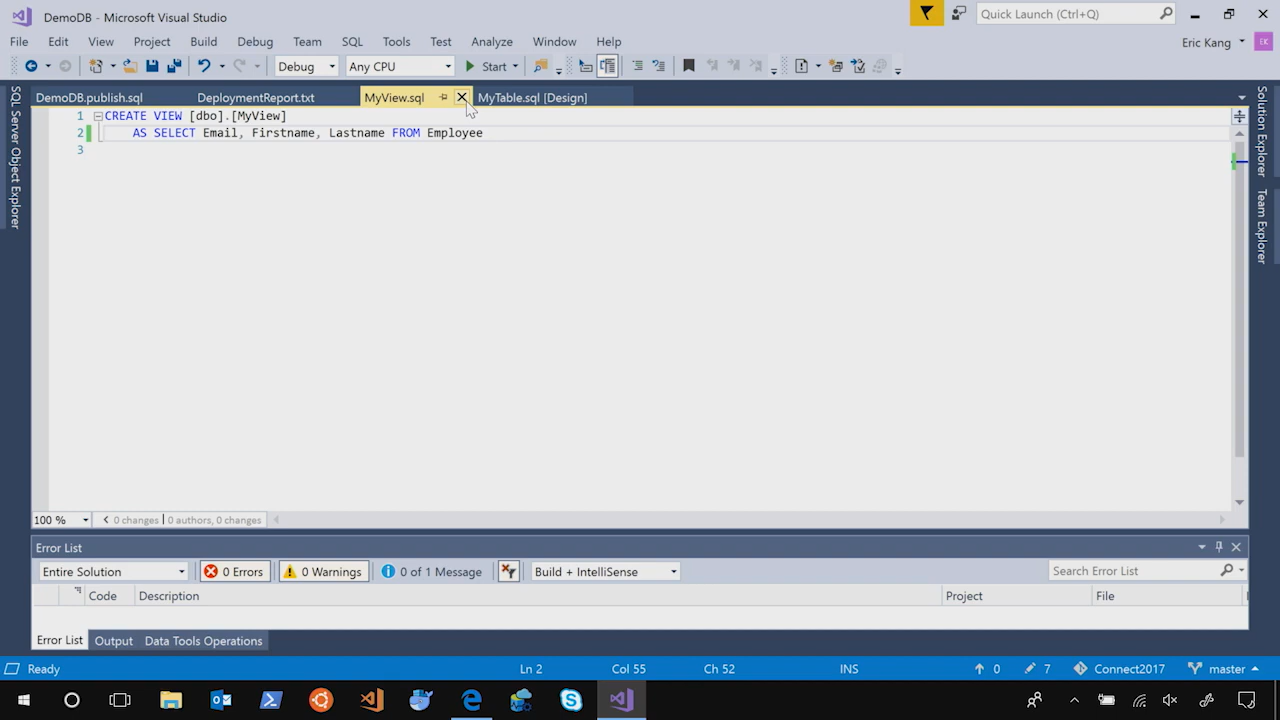 DemoDB - Microsoft Visual Studio
Quick Launch (Ctrl+Q)
File Edit View Project Build Debug Team SQL Tools Test Analyze Window Help
Eric Kang EK
Debug Any CPU Start
DemoDB.publish.sql DeploymentReport.txt MyView.sql MyTable.sql [Design]
SQL Server Object Explorer
Solution Explorer
Team Explorer
1 CREATE VIEW [dbo].[MyView]
2 AS SELECT Email, Firstname, Lastname FROM Employee
3
100 % 0 changes | 0 authors, 0 changes
Error List
Entire Solution 0 Errors 0 Warnings 0 of 1 Message Build + IntelliSense Search Error List
Code Description Project File
Error List Output Data Tools Operations
Ready Ln 2 Col 55 Ch 52 INS 0 7 Connect2017 master